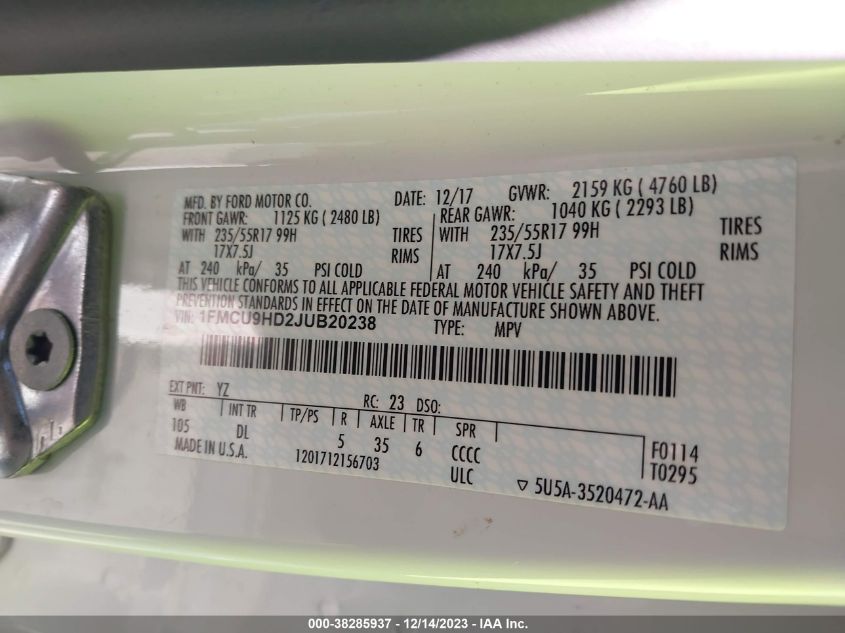 MFD. BY FORD MOTOR CO. DATE: 12/17 GVWR: 2159 KG ( 4760 LB)
FRONT GAWR: 1125 KG ( 2480 LB) REAR GAWR: 1040 KG ( 2293 LB)
WITH 235/55R17 99H TIRES WITH 235/55R17 99H TIRES
17X7.5J RIMS 17X7.5J RIMS
AT 240 kPa/ 35 PSI COLD AT 240 kPa/ 35 PSI COLD
THIS VEHICLE CONFORMS TO ALL APPLICABLE FEDERAL MOTOR VEHICLE SAFETY AND THEFT
PREVENTION STANDARDS IN EFFECT ON THE DATE OF MANUFACTURE SHOWN ABOVE.
VIN: 1FMCU9HD2JUB20238 TYPE: MPV
EXT PNT: YZ RC: 23 DSO:
WB INT TR TP/PS R AXLE TR SPR
105 DL 5 35 6 CCCC F0114
MADE IN U.S.A. 1201712156703 ULC T0295
▽ 5U5A-3520472-AA
000-38285937 - 12/14/2023 - IAA Inc.